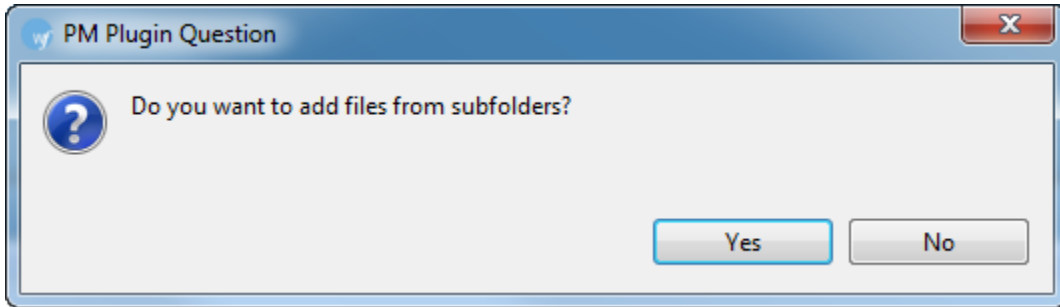 PM Plugin Question
Do you want to add files from subfolders?
Yes No